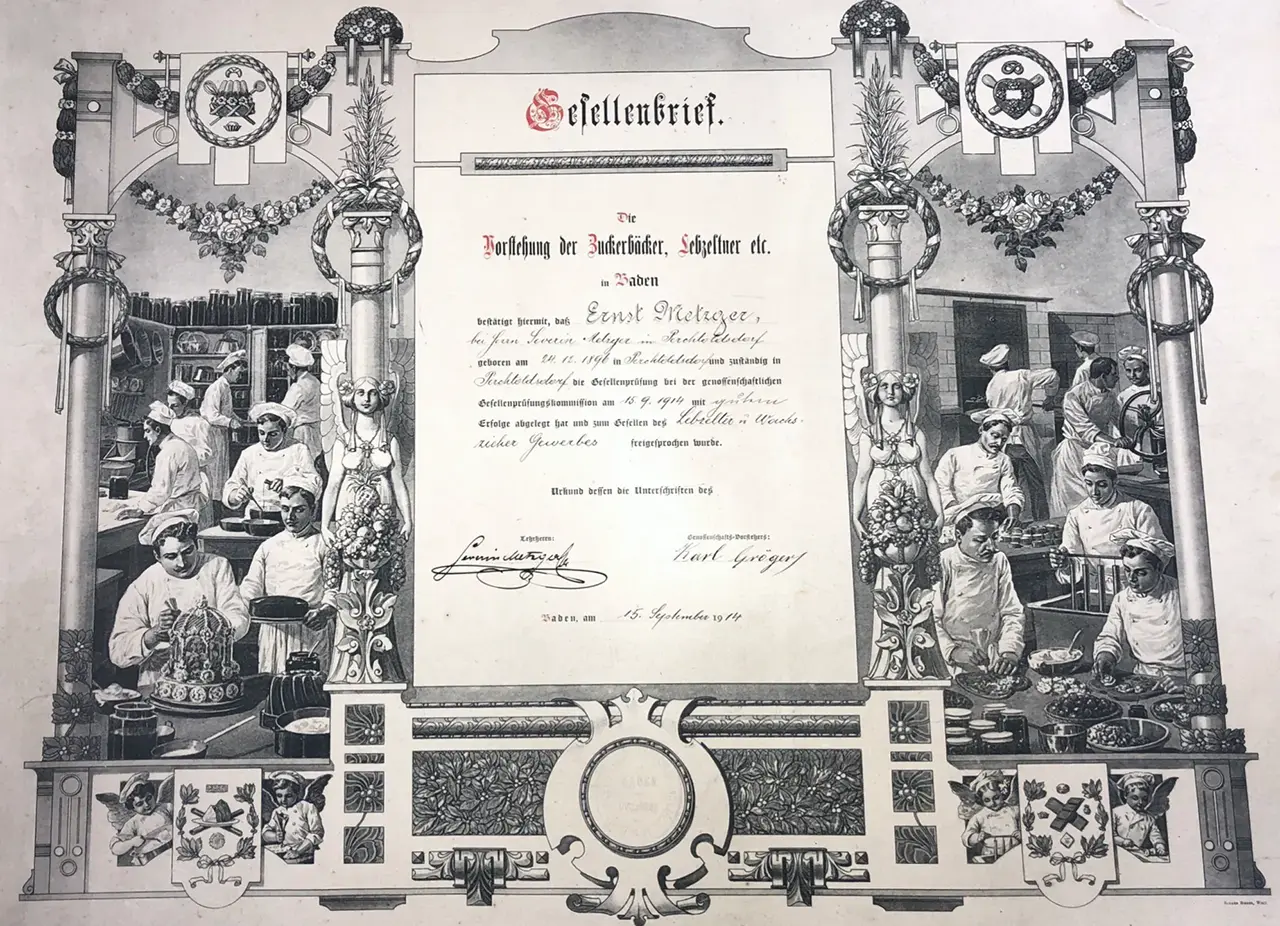 Gesellenbrief.
Die
Vorstehung der Zuckerbäcker, Lebzeltner etc.
in Baden
bestätigt hiermit, daß Ernst Metzger,
bei Herrn Severin Metzger in Perchtoldsdorf
geboren am 24.12.1896 in Perchtoldsdorf und zuständig in
Perchtoldsdorf die Gesellenprüfung bei der genossenschaftlichen
Gesellenprüfungskommission am 15.9.1914 mit gutem
Erfolge abgelegt hat und zum Gesellen des Lebzelter u Wachs-
zieher Gewerbes freigesprochen wurde.
Urkund dessen die Unterschriften des
Lehrherrn: Genossenschafts-Vorstehers:
Severin Metzger Karl Gröger
Baden, am 15. September 1914
Wien